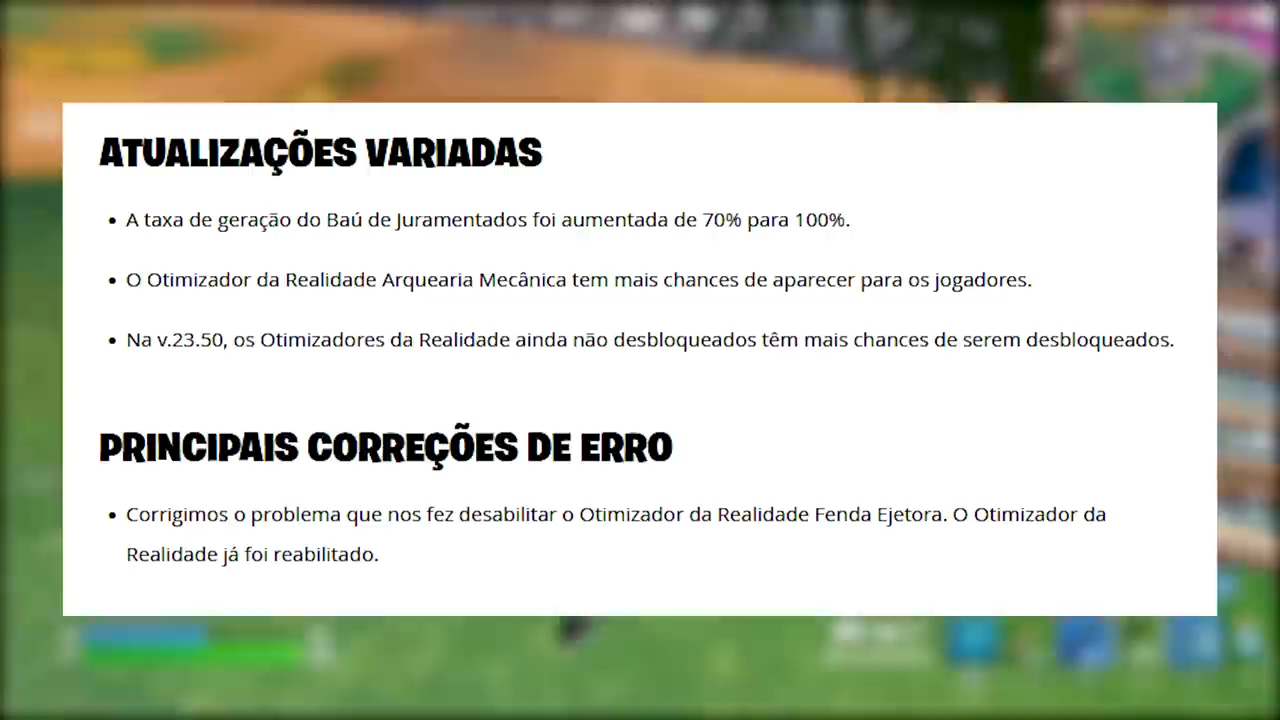 ATUALIZAÇÕES VARIADAS
• A taxa de geração do Baú de Juramentados foi aumentada de 70% para 100%.
• O Otimizador da Realidade Arquearia Mecânica tem mais chances de aparecer para os jogadores.
• Na v.23.50, os Otimizadores da Realidade ainda não desbloqueados têm mais chances de serem desbloqueados.
PRINCIPAIS CORREÇÕES DE ERRO
• Corrigimos o problema que nos fez desabilitar o Otimizador da Realidade Fenda Ejetora. O Otimizador da
Realidade já foi reabilitado.